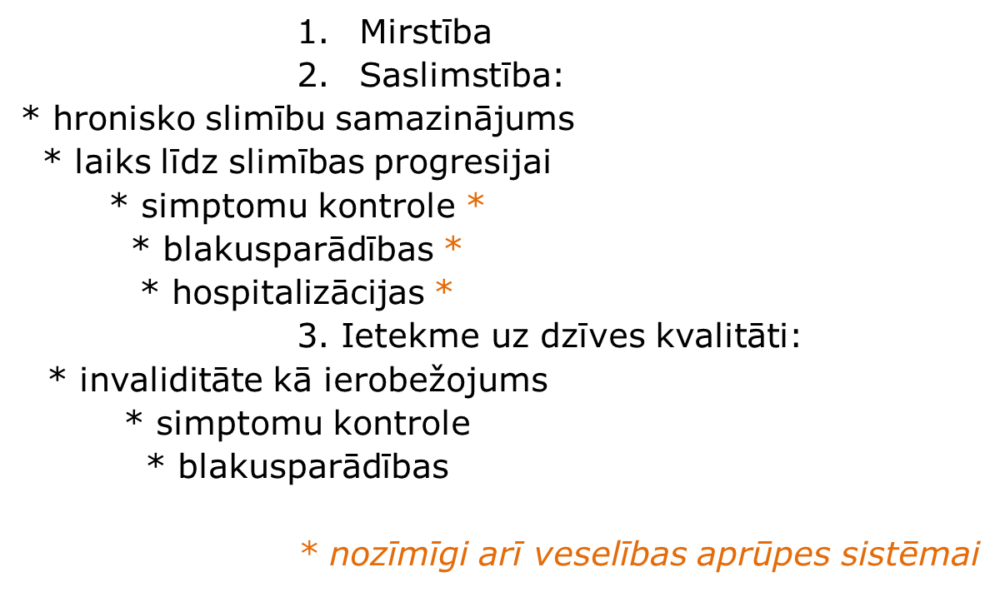 1. Mirstība
2. Saslimstība:
* hronisko slimību samazinājums
* laiks līdz slimības progresijai
* simptomu kontrole *
* blakusparādības *
* hospitalizācijas *
3. Ietekme uz dzīves kvalitāti:
* invaliditāte kā ierobežojums
* simptomu kontrole
* blakusparādības
* nozīmīgi arī veselības aprūpes sistēmai